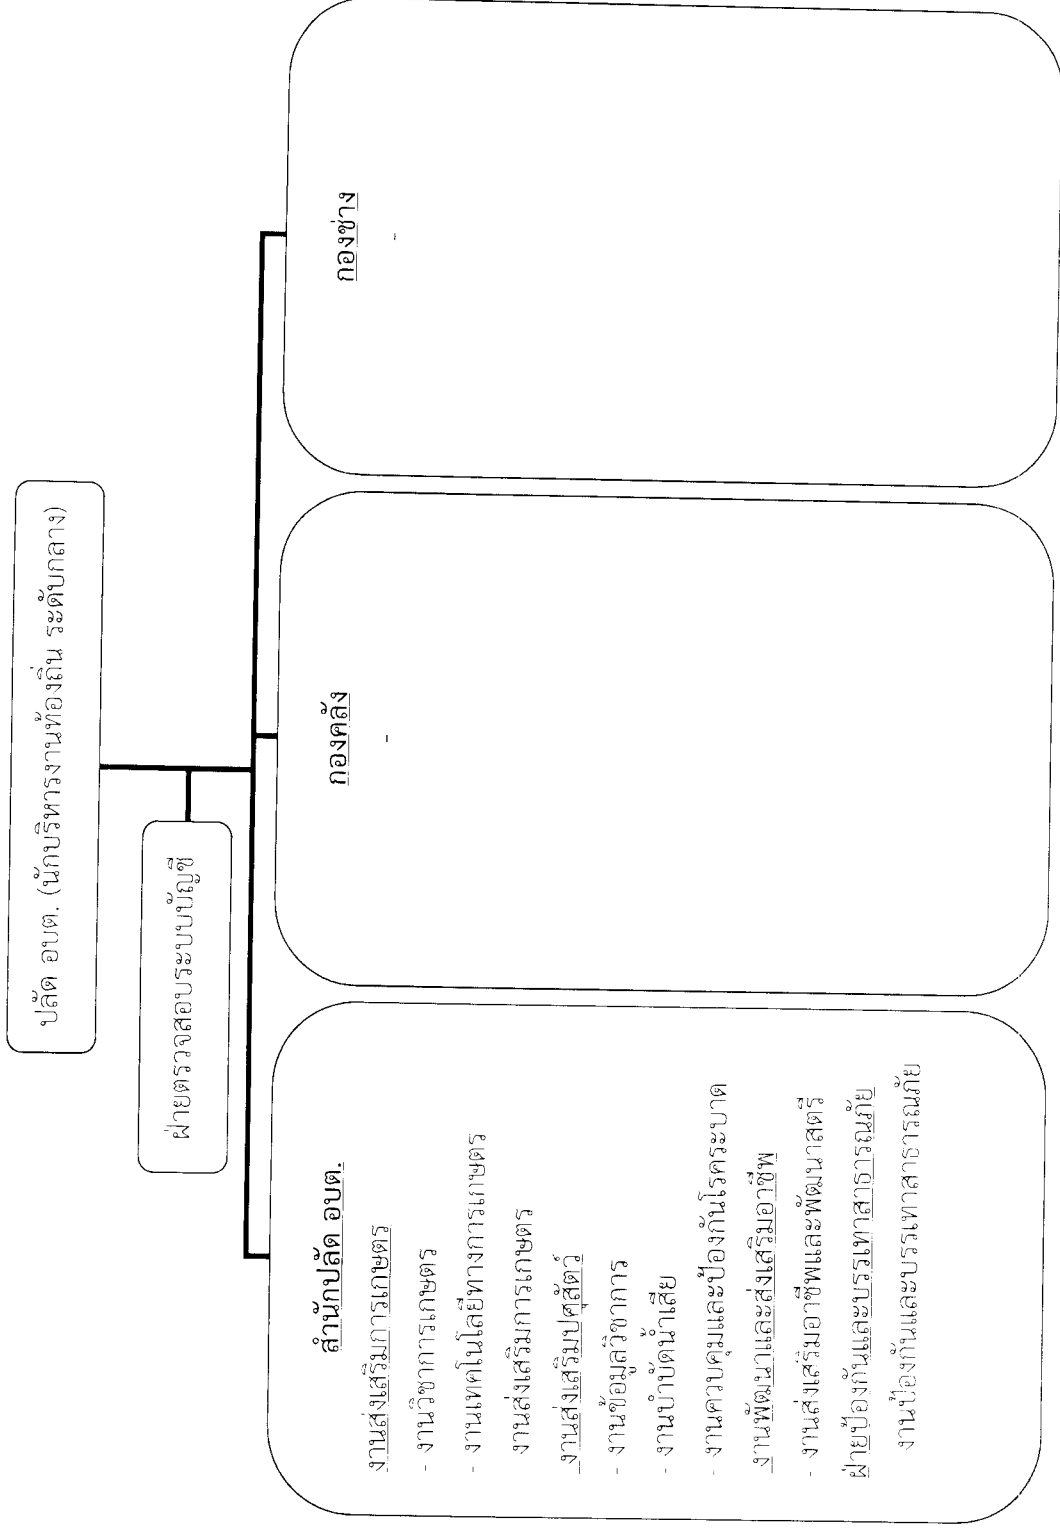 ปลัด อบต. (นักบริหารงานท้องถิ่น ระดับกลาง)
ฝ่ายตรวจสอบระบบบัญชี
สำนักปลัด อบต.
งานส่งเสริมการเกษตร
- งานวิชาการเกษตร
- งานเทคโนโลยีทางการเกษตร
งานส่งเสริมการเกษตร
งานส่งเสริมปศุสัตว์
- งานข้อมูลวิชาการ
- งานบำบัดน้ำเสีย
- งานควบคุมและป้องกันโรคระบาด
งานพัฒนาและส่งเสริมอาชีพ
- งานส่งเสริมอาชีพและพัฒนาสตรี
ฝ่ายป้องกันและบรรเทาสาธารณภัย
งานป้องกันและบรรเทาสาธารณภัย
กองคลัง
-
กองช่าง
-